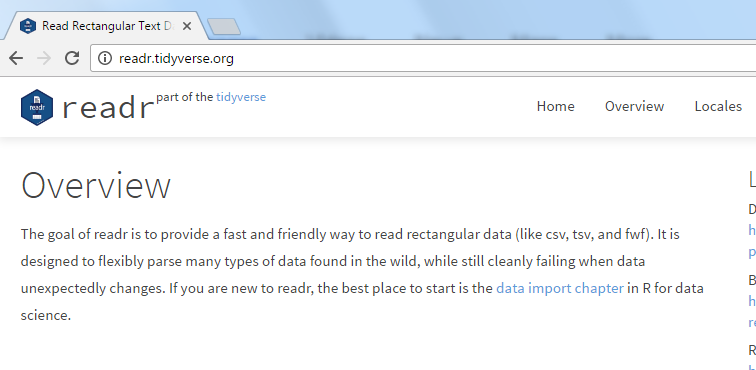 Read Rectangular Text D
readr.tidyverse.org
readr part of the tidyverse
Home Overview Locales
Overview
The goal of readr is to provide a fast and friendly way to read rectangular data (like csv, tsv, and fwf). It is
designed to flexibly parse many types of data found in the wild, while still cleanly failing when data
unexpectedly changes. If you are new to readr, the best place to start is the data import chapter in R for data
science.